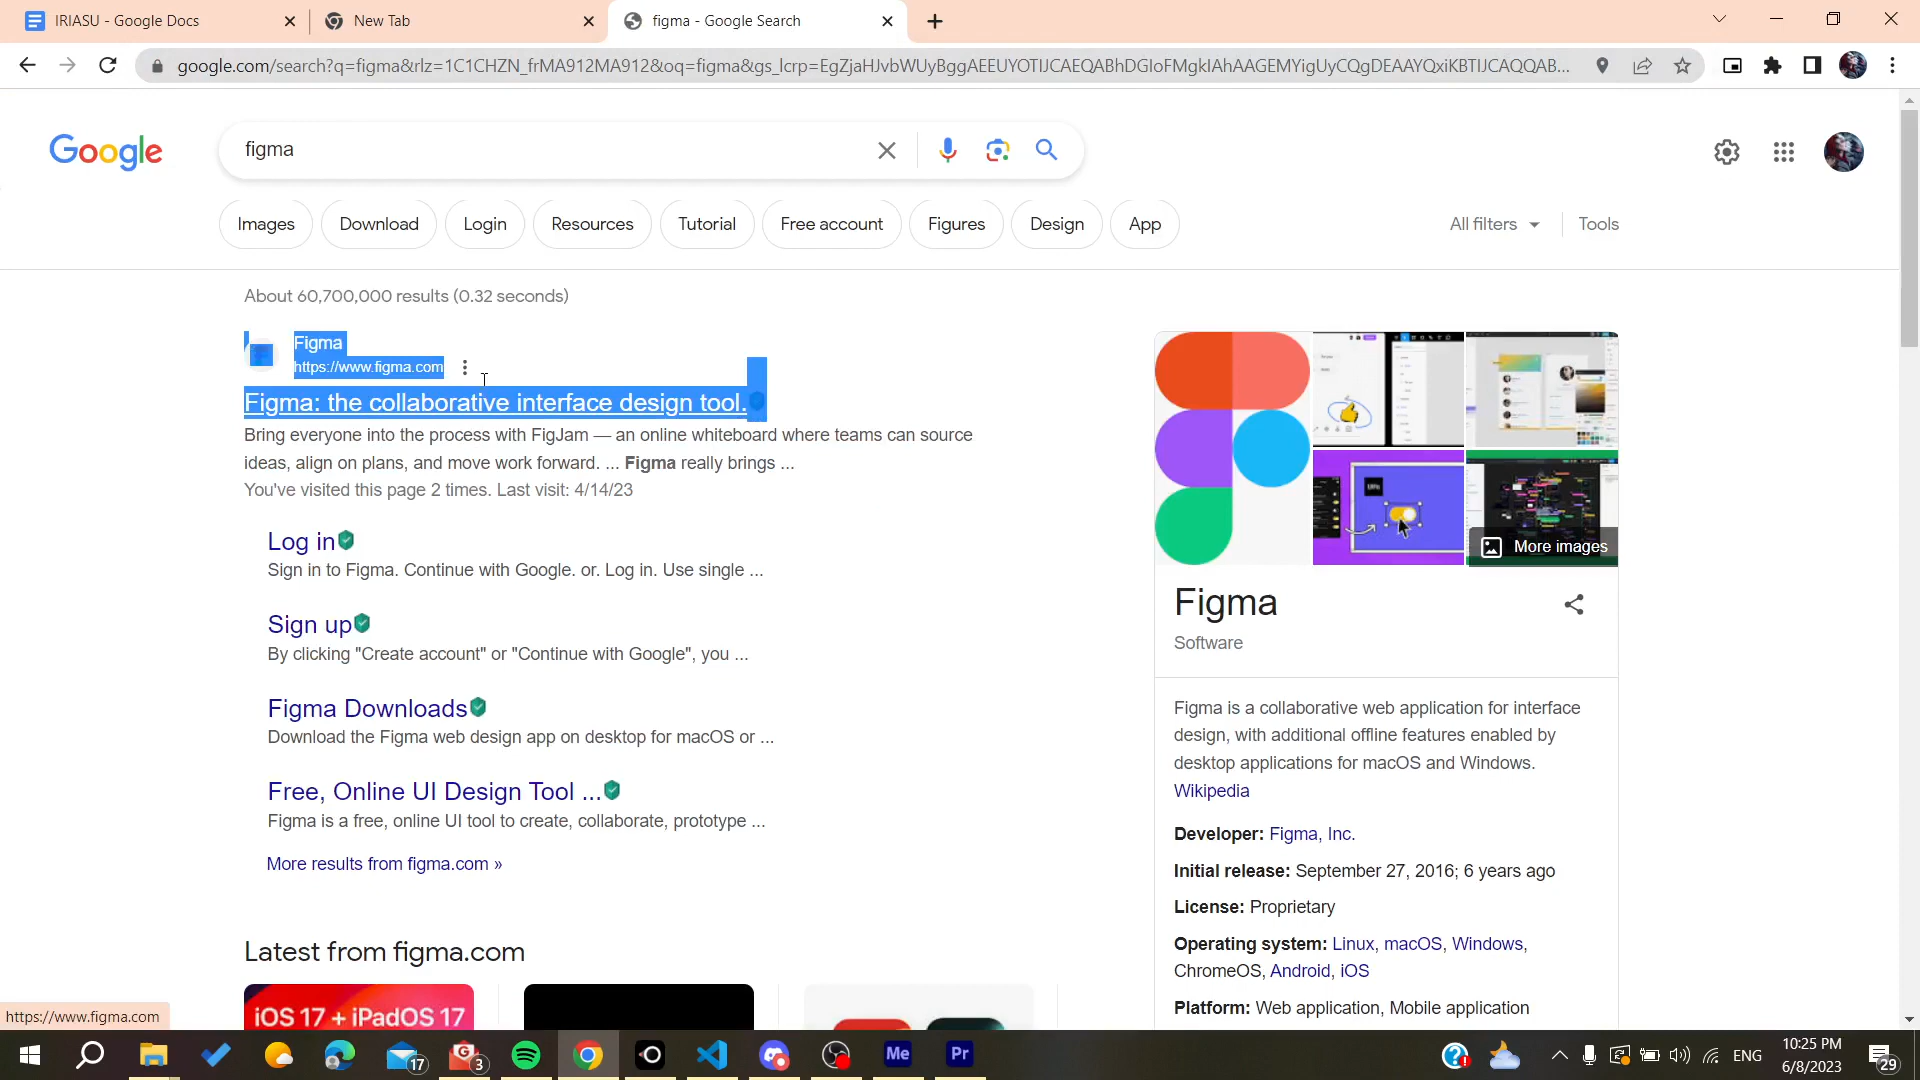 IRIASU - Google Docs
New Tab
figma - Google Search
google.com/search?q=figma&rlz=1C1CHZN_frMA912MA912&oq=figma&gs_lcrp=EgZjaHJvbWUyBggAEEUYOTIJCAEQABhDGIoFMgkIAhAAGEMYigUyCQgDEAAYQxiKBTIJCAQQAB...
Google
figma
Images
Download
Login
Resources
Tutorial
Free account
Figures
Design
App
All filters
Tools
About 60,700,000 results (0.32 seconds)
Figma
https://www.figma.com
Figma: the collaborative interface design tool.
Bring everyone into the process with FigJam — an online whiteboard where teams can source
ideas, align on plans, and move work forward. ... Figma really brings ...
You've visited this page 2 times. Last visit: 4/14/23
Log in
Sign in to Figma. Continue with Google. or. Log in. Use single ...
Sign up
By clicking "Create account" or "Continue with Google", you ...
Figma Downloads
Download the Figma web design app on desktop for macOS or ...
Free, Online UI Design Tool ...
Figma is a free, online UI tool to create, collaborate, prototype ...
More results from figma.com »
Latest from figma.com
iOS 17 + iPadOS 17
More images
Figma
Software
Figma is a collaborative web application for interface
design, with additional offline features enabled by
desktop applications for macOS and Windows.
Wikipedia
Developer: Figma, Inc.
Initial release: September 27, 2016; 6 years ago
License: Proprietary
Operating system: Linux, macOS, Windows,
ChromeOS, Android, iOS
Platform: Web application, Mobile application
https://www.figma.com
17
3
Me
Pr
ENG
10:25 PM
6/8/2023
29